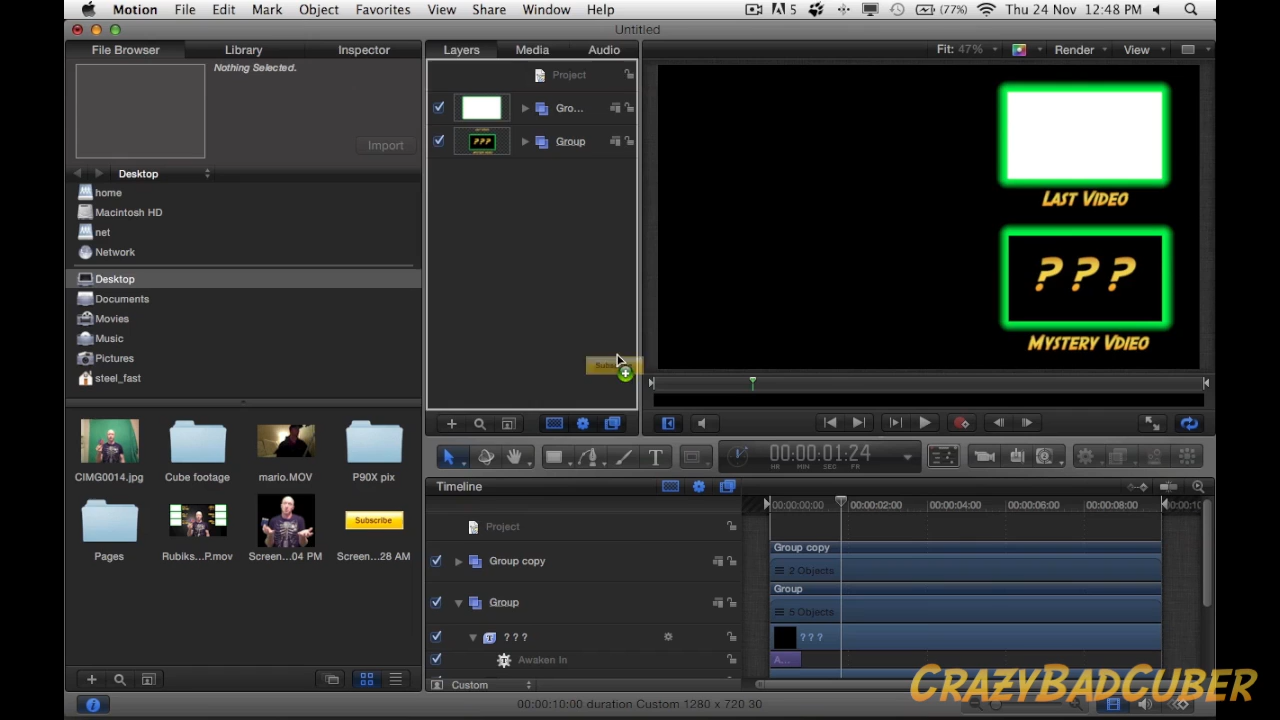 Motion File Edit Mark Object Favorites View Share Window Help 5 (77%) Thu 24 Nov 12:48 PM
Untitled
File Browser Library Inspector Layers Media Audio Fit: 47% Render View
Nothing Selected.
Project
Gro...
Group
Import
Desktop
home
Macintosh HD
net
Network
Desktop
Documents
Movies
Music
Pictures
steel_fast
Last Video
? ? ?
Mystery Vdieo
???
CIMG0014.jpg Cube footage mario.MOV P90X pix
Subscribe
Pages Rubiks...P.mov Screen...04 PM Screen...28 AM
00:00:01:24
HR MIN SEC FR
T
Timeline
00:00:00:00 00:00:02:00 00:00:04:00 00:00:06:00 00:00:08:00
Project
Group copy
Group copy
2 Objects
Group
Group
5 Objects
T ? ? ?
? ? ?
Awaken In
A...
Custom
00:00:10:00 duration Custom 1280 x 720 30
CrazyBadCuber